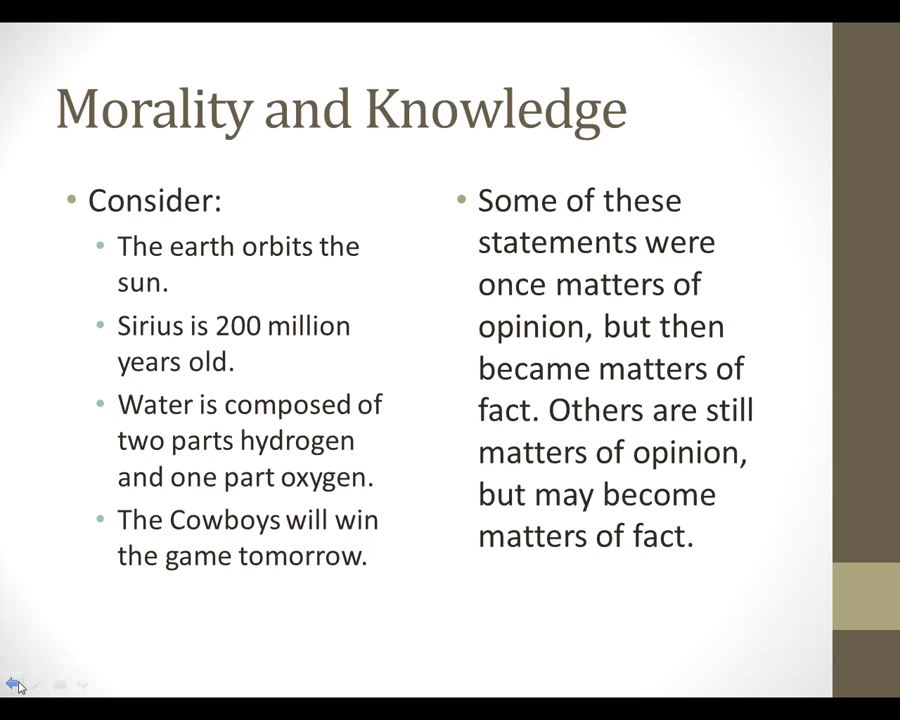 Morality and Knowledge
• Consider:
• The earth orbits the
sun.
• Sirius is 200 million
years old.
• Water is composed of
two parts hydrogen
and one part oxygen.
• The Cowboys will win
the game tomorrow.
• Some of these
statements were
once matters of
opinion, but then
became matters of
fact. Others are still
matters of opinion,
but may become
matters of fact.